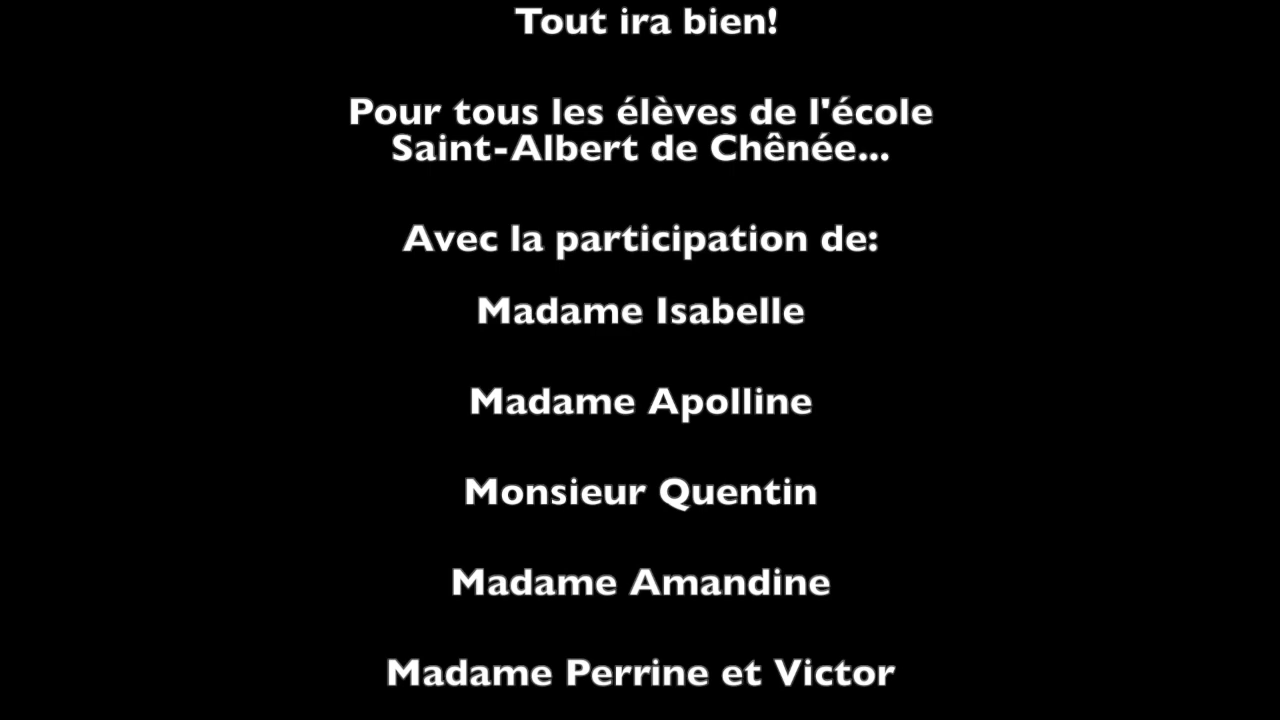 Tout ira bien!
Pour tous les élèves de l'école
Saint-Albert de Chênée...
Avec la participation de:
Madame Isabelle
Madame Apolline
Monsieur Quentin
Madame Amandine
Madame Perrine et Victor